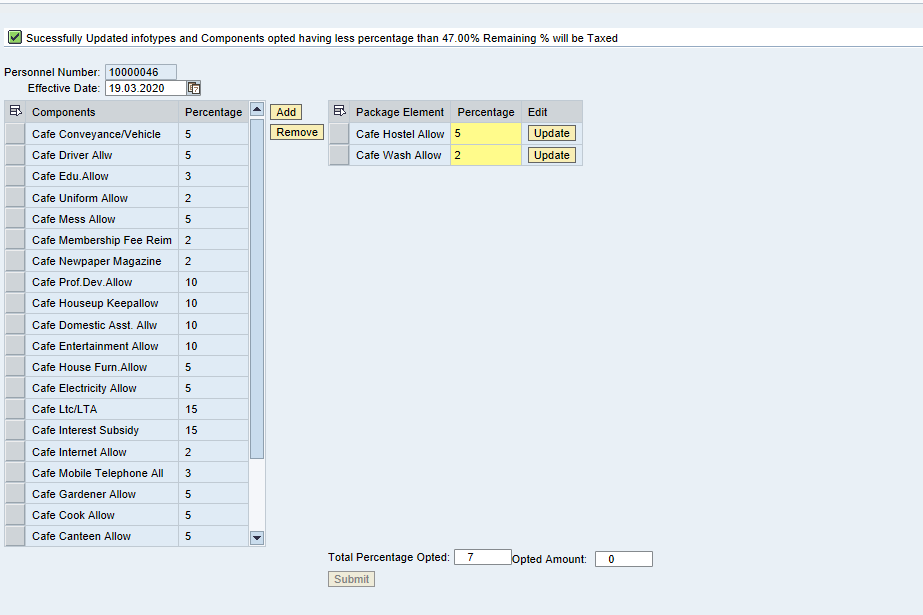 Sucessfully Updated infotypes and Components opted having less percentage than 47.00% Remaining % will be Taxed
Personnel Number: 10000046
Effective Date: 19.03.2020
Components Percentage
Cafe Conveyance/Vehicle 5
Cafe Driver Allw 5
Cafe Edu.Allow 3
Cafe Uniform Allow 2
Cafe Mess Allow 5
Cafe Membership Fee Reim 2
Cafe Newpaper Magazine 2
Cafe Prof.Dev.Allow 10
Cafe Houseup Keepallow 10
Cafe Domestic Asst. Allw 10
Cafe Entertainment Allow 10
Cafe House Furn.Allow 5
Cafe Electricity Allow 5
Cafe Ltc/LTA 15
Cafe Interest Subsidy 15
Cafe Internet Allow 2
Cafe Mobile Telephone All 3
Cafe Gardener Allow 5
Cafe Cook Allow 5
Cafe Canteen Allow 5
Add
Remove
Package Element Percentage Edit
Cafe Hostel Allow 5 Update
Cafe Wash Allow 2 Update
Total Percentage Opted: 7 Opted Amount: 0
Submit